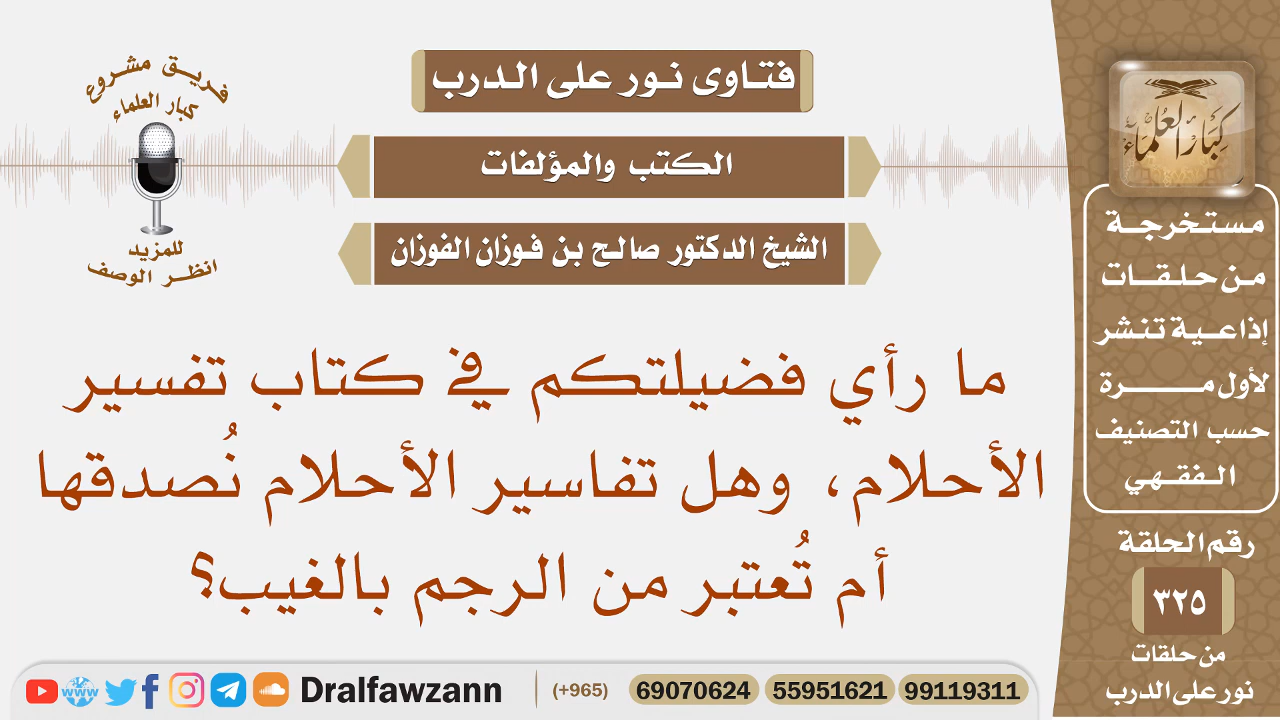 فتاوى نور على الدرب
الكتب والمؤلفات
الشيخ الدكتور صالح بن فوزان الفوزان
فريق مشروع
كبار العلماء
للمزيد
انظر الوصف
كبار العلماء
مستخرجة
من حلقات
إذاعية تنشر
لأول مرة
حسب التصنيف
الفقهي
رقم الحلقة
٣٢٥
من حلقات
نور على الدرب
ما رأي فضيلتكم في كتاب تفسير
الأحلام، وهل تفاسير الأحلام نُصدقها
أم تُعتبر من الرجم بالغيب؟
www Dralfawzann (+965) 69070624 55951621 99119311